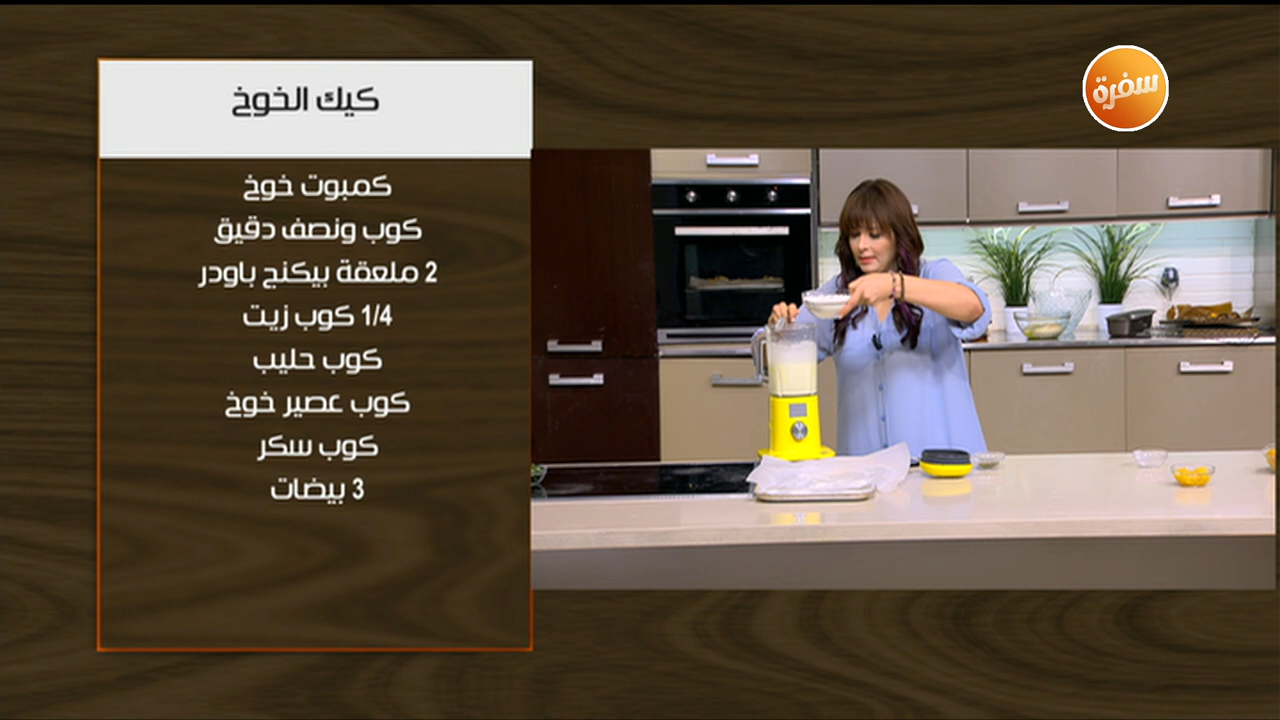 سفرة
كيك الخوخ
كمبوت خوخ
كوب ونصف دقيق
2 ملعقة بيكنج باودر
1/4 كوب زيت
كوب حليب
كوب عصير خوخ
كوب سكر
3 بيضات